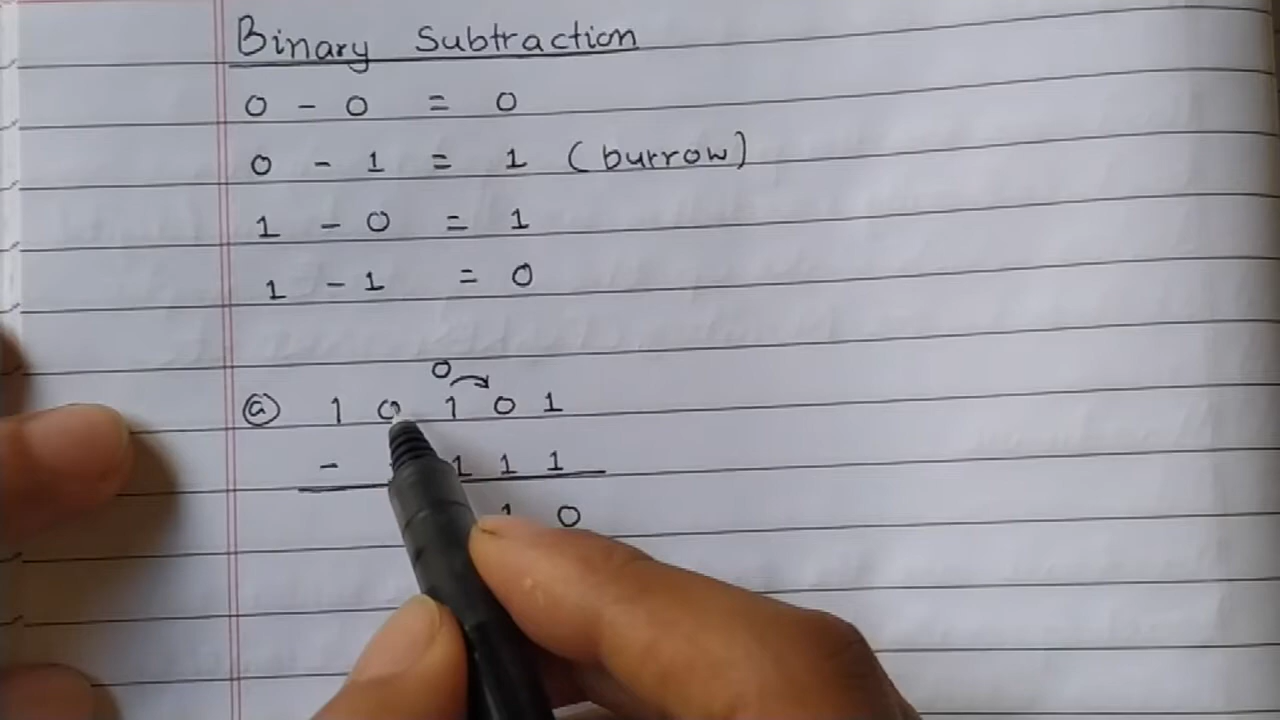 Binary Subtraction
0 - 0 = 0
0 - 1 = 1 (burrow)
1 - 0 = 1
1 - 1 = 0
0
ⓐ 1 0 1 0 1
- 1 1 1
1 0